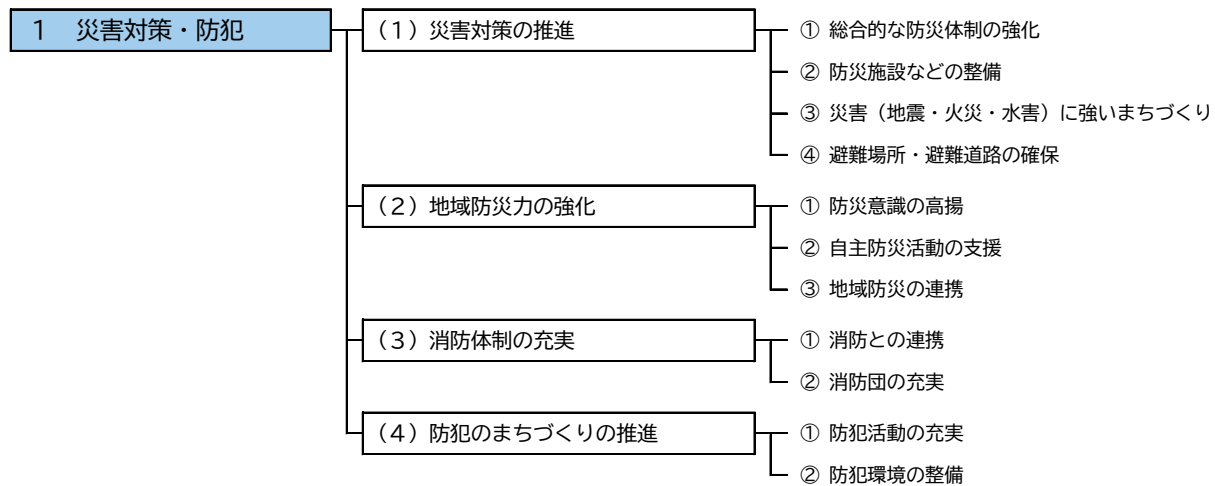 1　災害対策・防犯
(1)災害対策の推進
① 総合的な防災体制の強化
② 防災施設などの整備
③ 災害(地震・火災・水害)に強いまちづくり
④ 避難場所・避難道路の確保
(2)地域防災力の強化
① 防災意識の高揚
② 自主防災活動の支援
③ 地域防災の連携
(3)消防体制の充実
① 消防との連携
② 消防団の充実
(4)防犯のまちづくりの推進
① 防犯活動の充実
② 防犯環境の整備